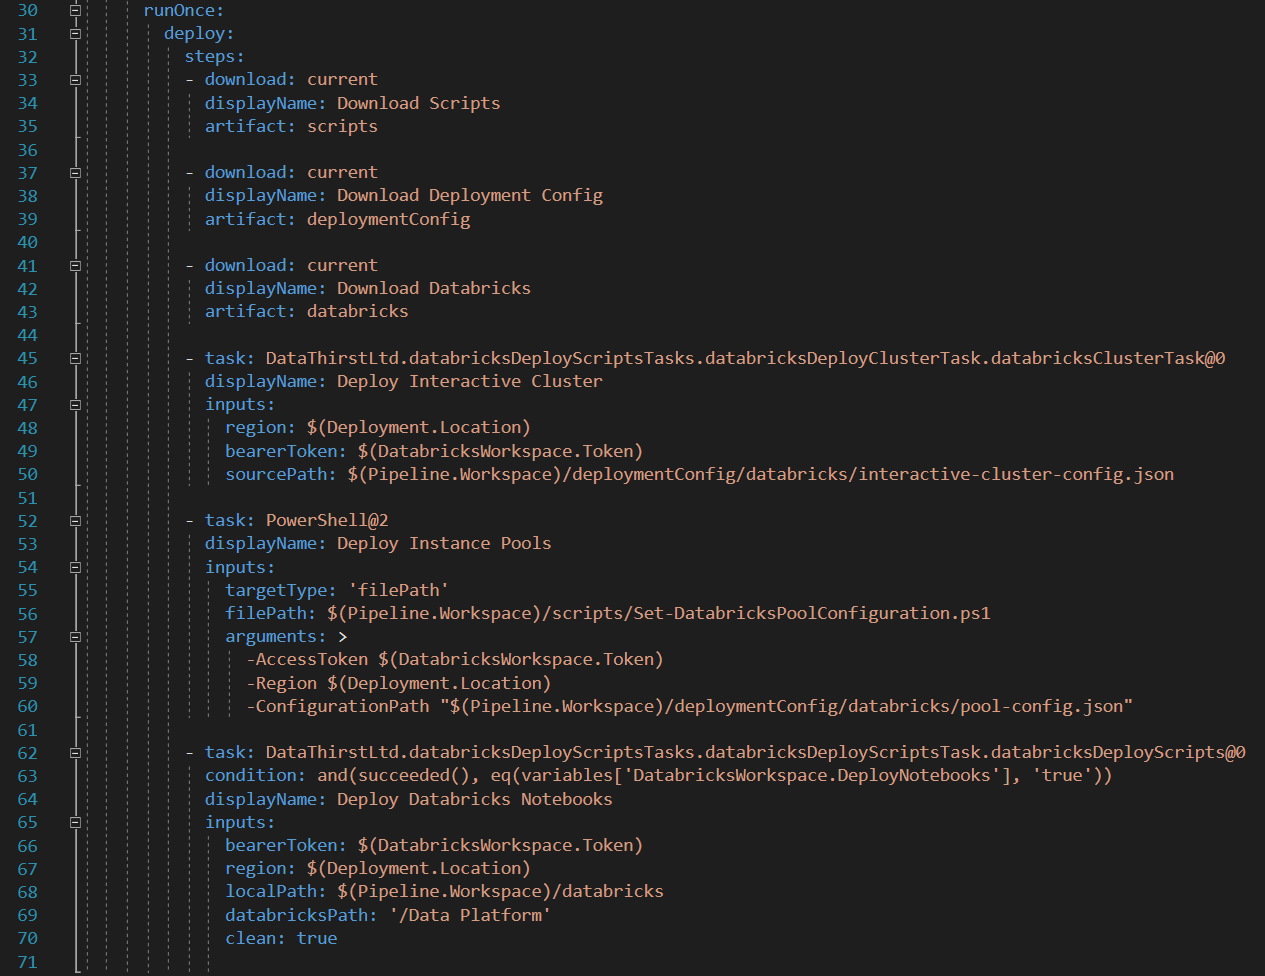 30 runOnce:
31 deploy:
32 steps:
33 - download: current
34 displayName: Download Scripts
35 artifact: scripts
36
37 - download: current
38 displayName: Download Deployment Config
39 artifact: deploymentConfig
40
41 - download: current
42 displayName: Download Databricks
43 artifact: databricks
44
45 - task: DataThirstLtd.databricksDeployScriptsTasks.databricksDeployClusterTask.databricksClusterTask@0
46 displayName: Deploy Interactive Cluster
47 inputs:
48 region: $(Deployment.Location)
49 bearerToken: $(DatabricksWorkspace.Token)
50 sourcePath: $(Pipeline.Workspace)/deploymentConfig/databricks/interactive-cluster-config.json
51
52 - task: PowerShell@2
53 displayName: Deploy Instance Pools
54 inputs:
55 targetType: 'filePath'
56 filePath: $(Pipeline.Workspace)/scripts/Set-DatabricksPoolConfiguration.ps1
57 arguments: >
58 -AccessToken $(DatabricksWorkspace.Token)
59 -Region $(Deployment.Location)
60 -ConfigurationPath "$(Pipeline.Workspace)/deploymentConfig/databricks/pool-config.json"
61
62 - task: DataThirstLtd.databricksDeployScriptsTasks.databricksDeployScriptsTask.databricksDeployScripts@0
63 condition: and(succeeded(), eq(variables['DatabricksWorkspace.DeployNotebooks'], 'true'))
64 displayName: Deploy Databricks Notebooks
65 inputs:
66 bearerToken: $(DatabricksWorkspace.Token)
67 region: $(Deployment.Location)
68 localPath: $(Pipeline.Workspace)/databricks
69 databricksPath: '/Data Platform'
70 clean: true
71